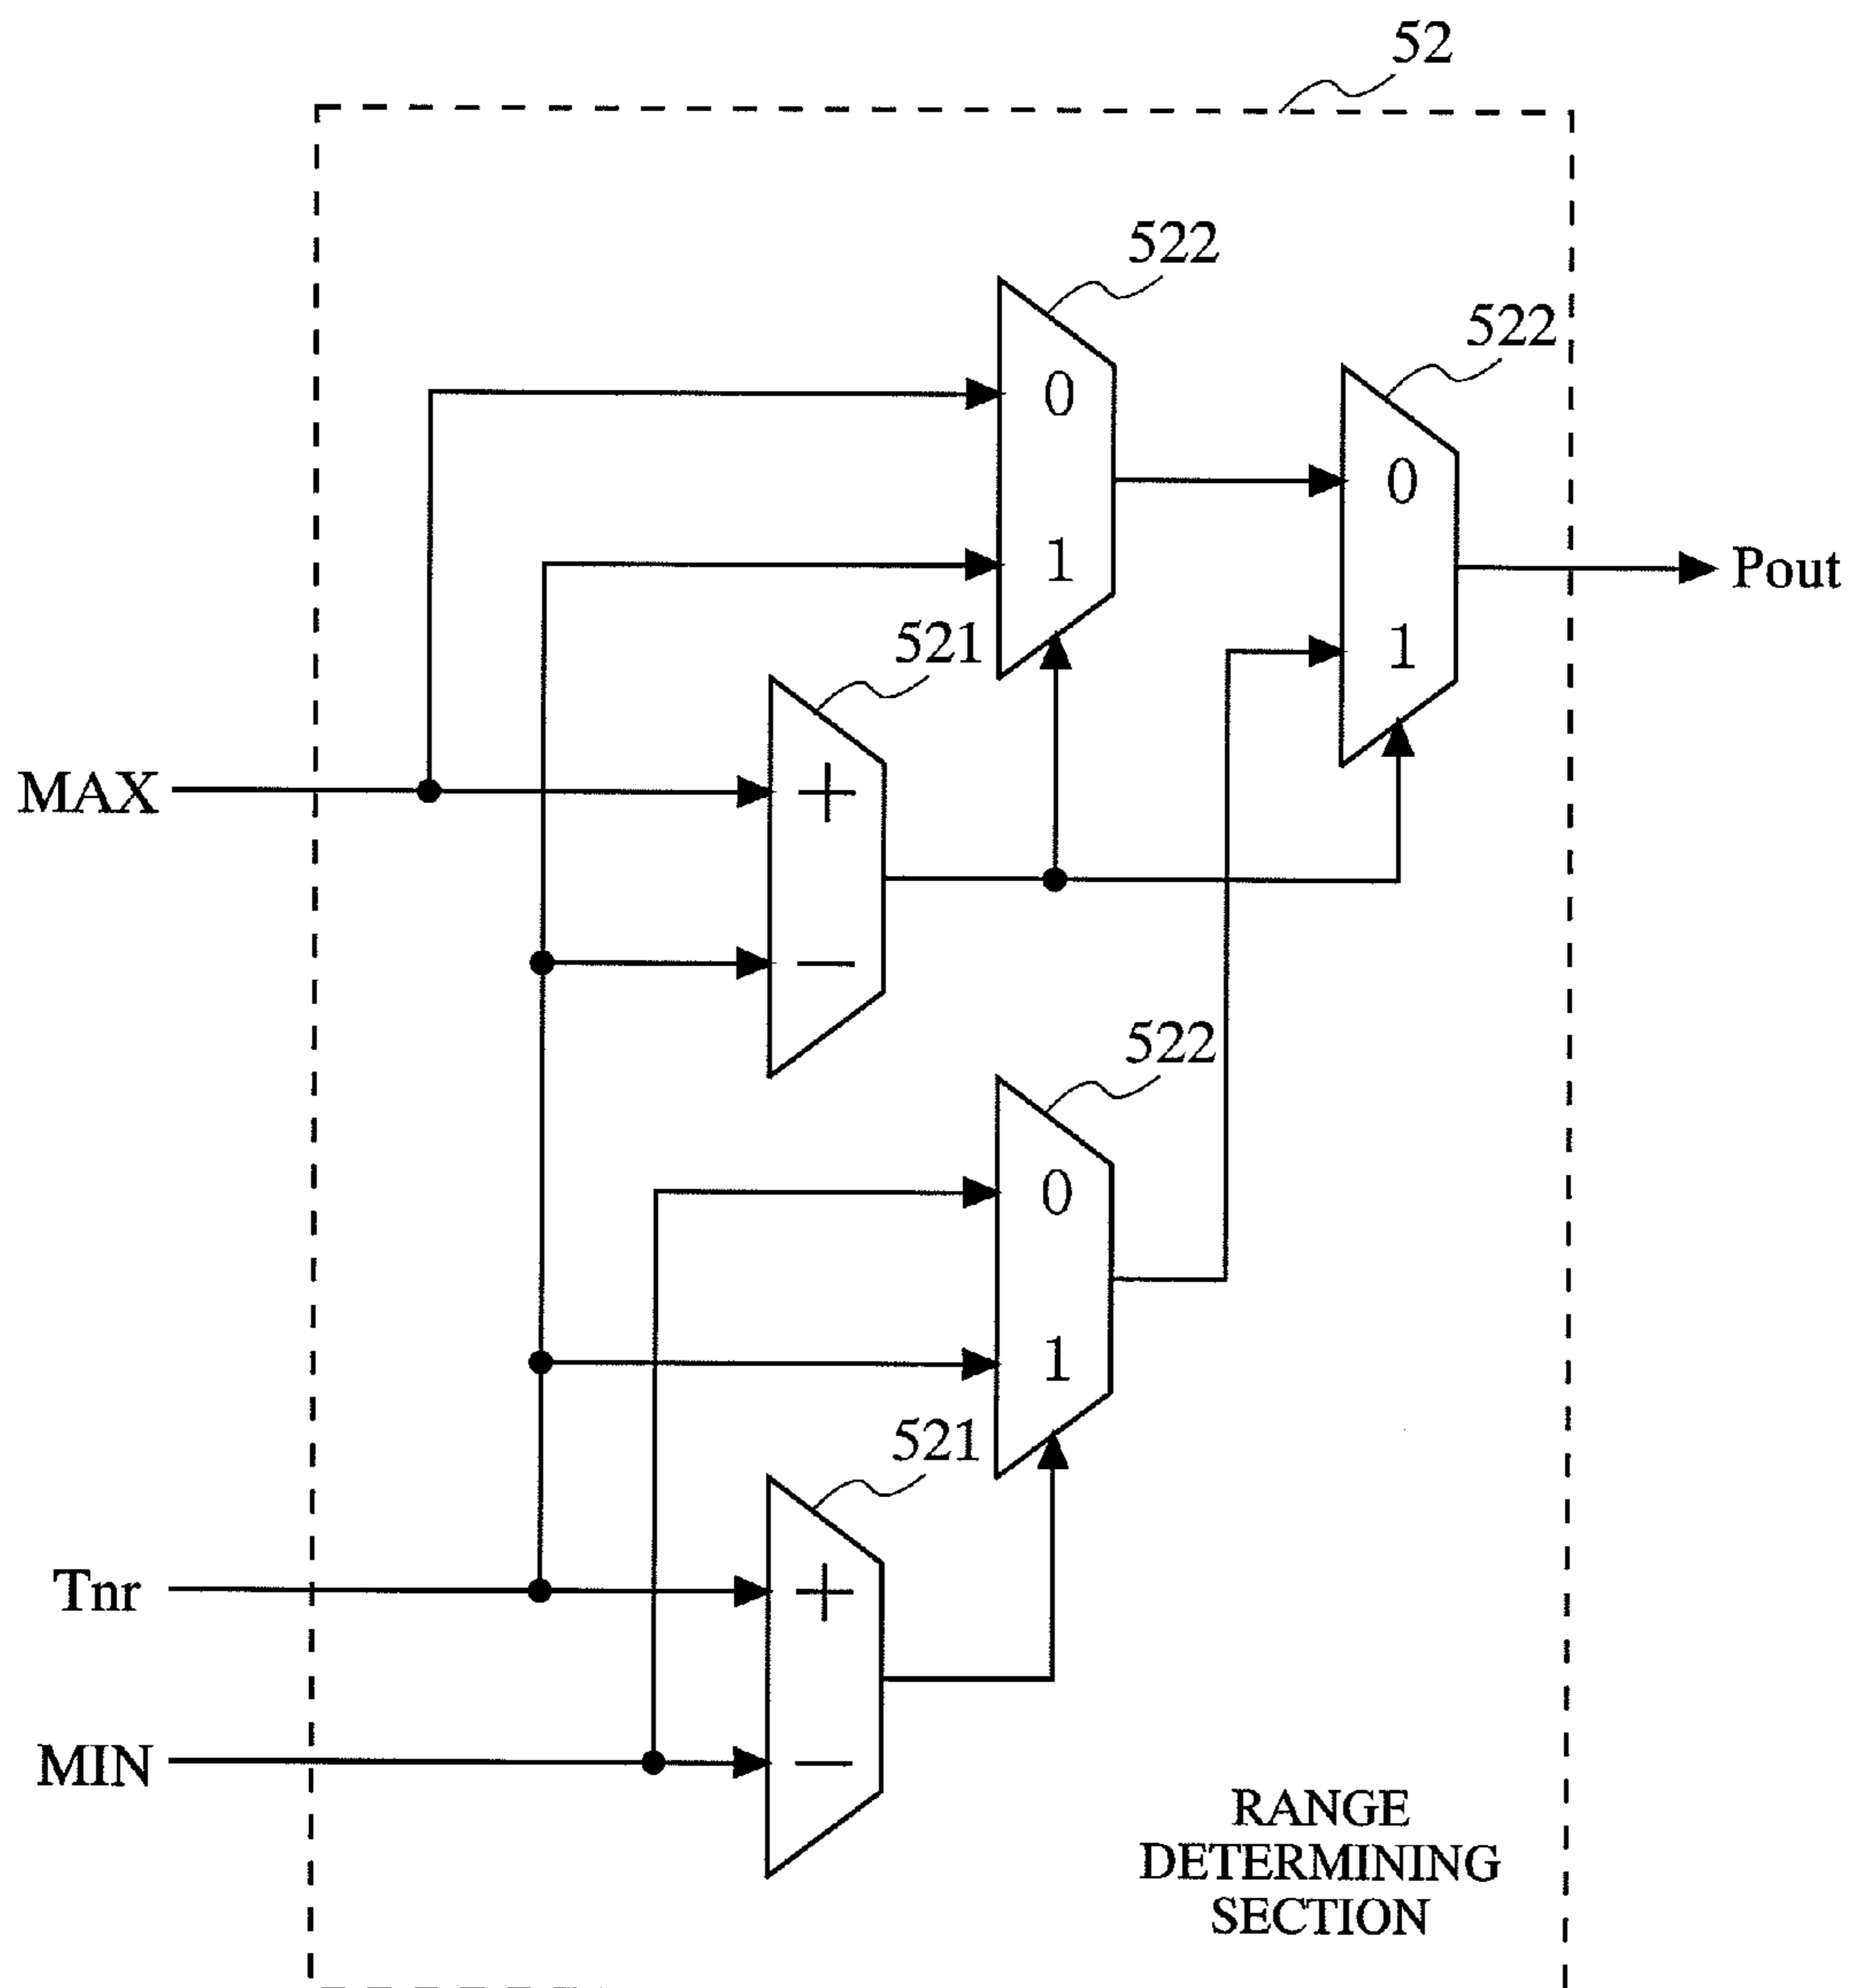 52
522
522
0
0
1
Pout
1
521
MAX
+
−
522
0
1
521
Tnr
+
MIN
−
RANGE
DETERMINING
SECTION